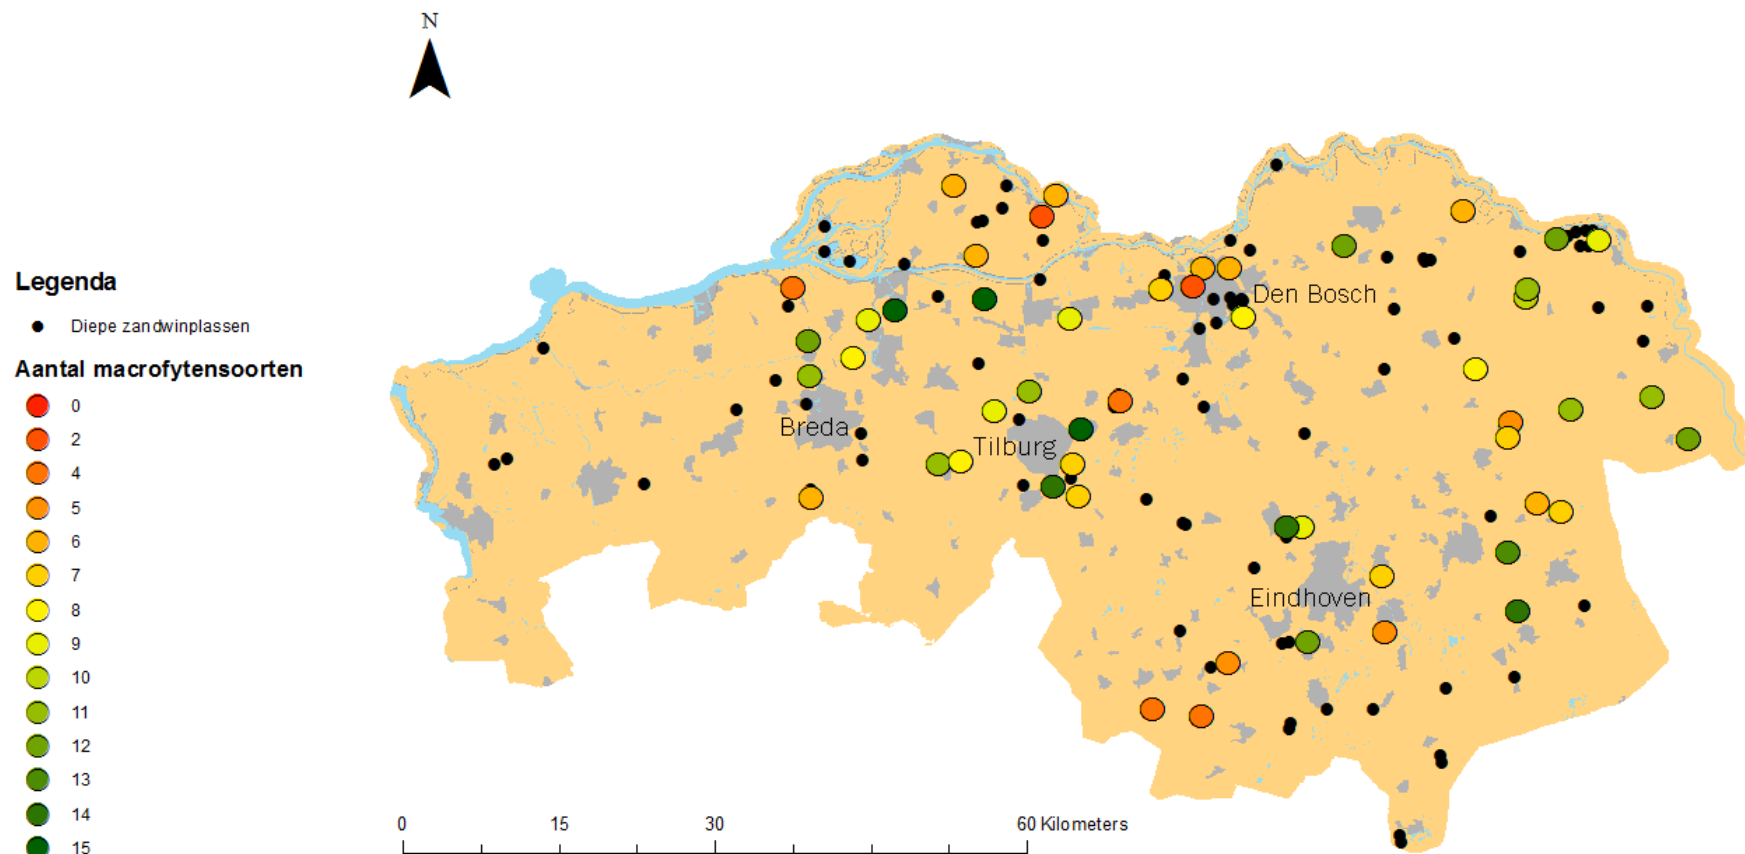 N
Legenda
Diepe zandwinplassen
Aantal macrofytensoorten
0
2
4
5
6
7
8
9
10
11
12
13
14
15
Den Bosch
Breda
Tilburg
Eindhoven
0 15 30 60 Kilometers